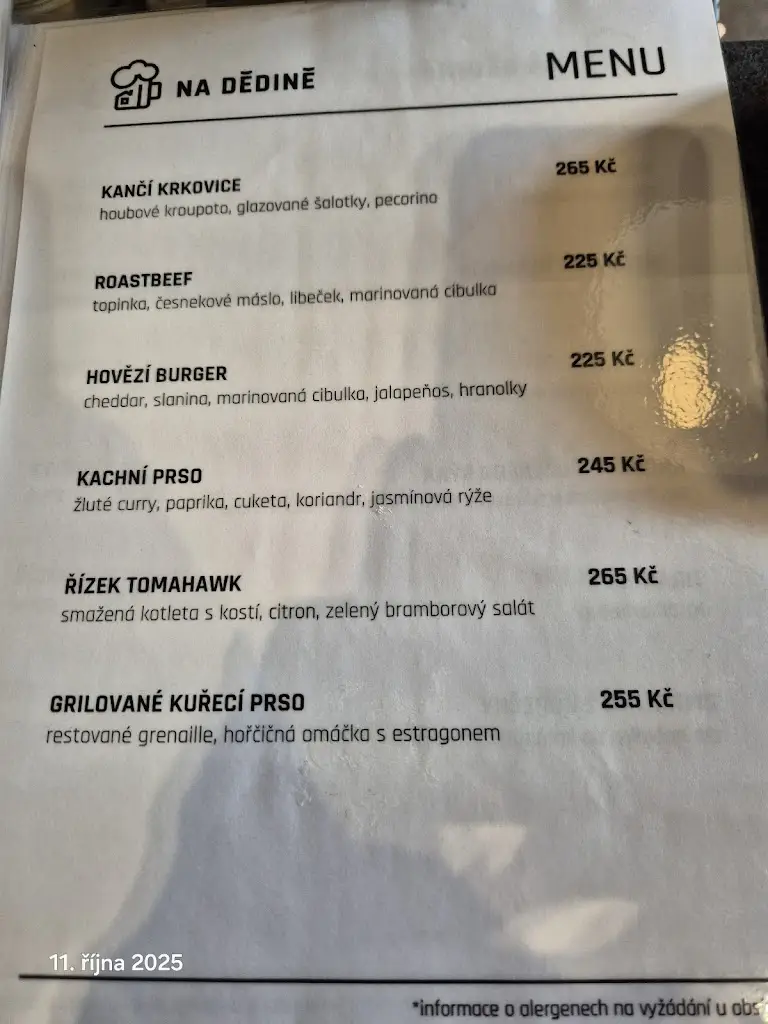 NA DĚDINĚ
MENU
KANČÍ KRKOVICE
265 Kč
houbové kroupoto, glazované šalotky, pecorino
ROASTBEEF
225 Kč
topinka, česnekové máslo, libeček, marinovaná cibulka
HOVĚZÍ BURGER
225 Kč
cheddar, slanina, marinovaná cibulka, jalapeños, hranolky
KACHNÍ PRSO
245 Kč
žluté curry, paprika, cuketa, koriandr, jasmínová rýže
ŘÍZEK TOMAHAWK
265 Kč
smažená kotleta s kostí, citron, zelený bramborový salát
GRILOVANÉ KUŘECÍ PRSO
255 Kč
restované grenaille, hořčičná omáčka s estragonem
11. října 2025
*informace o alergenech na vyžádání u obs